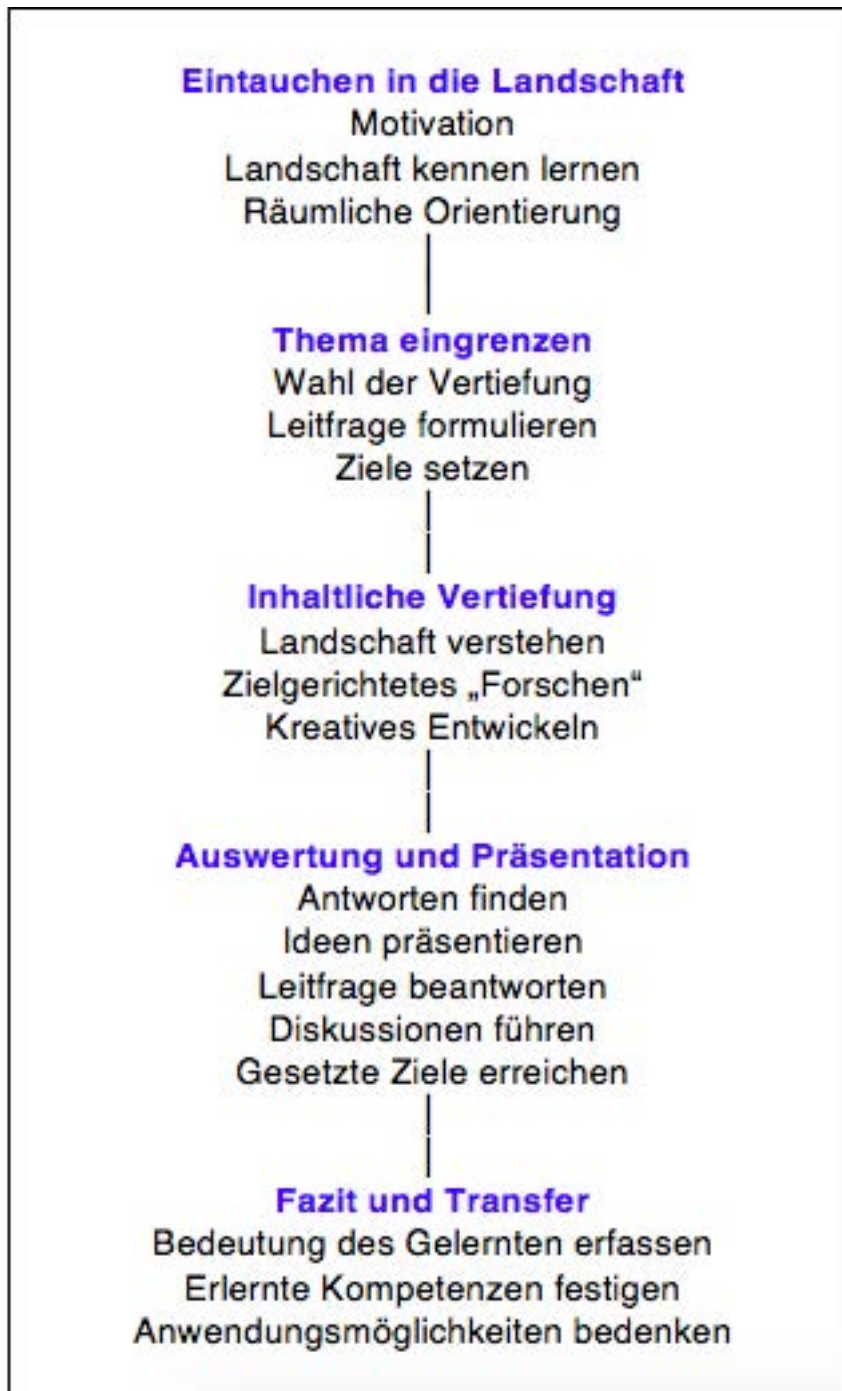 Eintauchen in die Landschaft
Motivation
Landschaft kennen lernen
Räumliche Orientierung
Thema eingrenzen
Wahl der Vertiefung
Leitfrage formulieren
Ziele setzen
Inhaltliche Vertiefung
Landschaft verstehen
Zielgerichtetes „Forschen“
Kreatives Entwickeln
Auswertung und Präsentation
Antworten finden
Ideen präsentieren
Leitfrage beantworten
Diskussionen führen
Gesetzte Ziele erreichen
Fazit und Transfer
Bedeutung des Gelernten erfassen
Erlernte Kompetenzen festigen
Anwendungsmöglichkeiten bedenken